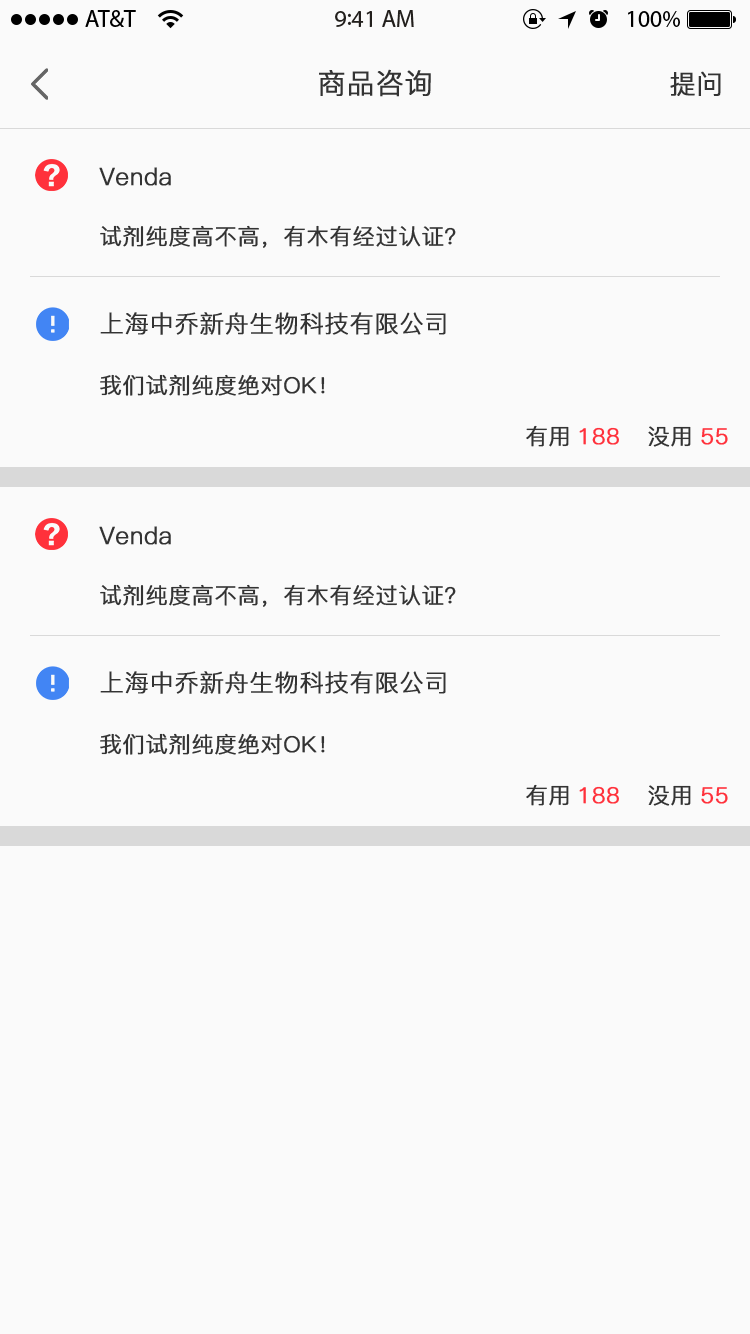 AT&T 9:41 AM 100%
商品咨询 提问
Venda
试剂纯度高不高，有木有经过认证？
上海中乔新舟生物科技有限公司
我们试剂纯度绝对OK！
有用 188 没用 55
Venda
试剂纯度高不高，有木有经过认证？
上海中乔新舟生物科技有限公司
我们试剂纯度绝对OK！
有用 188 没用 55